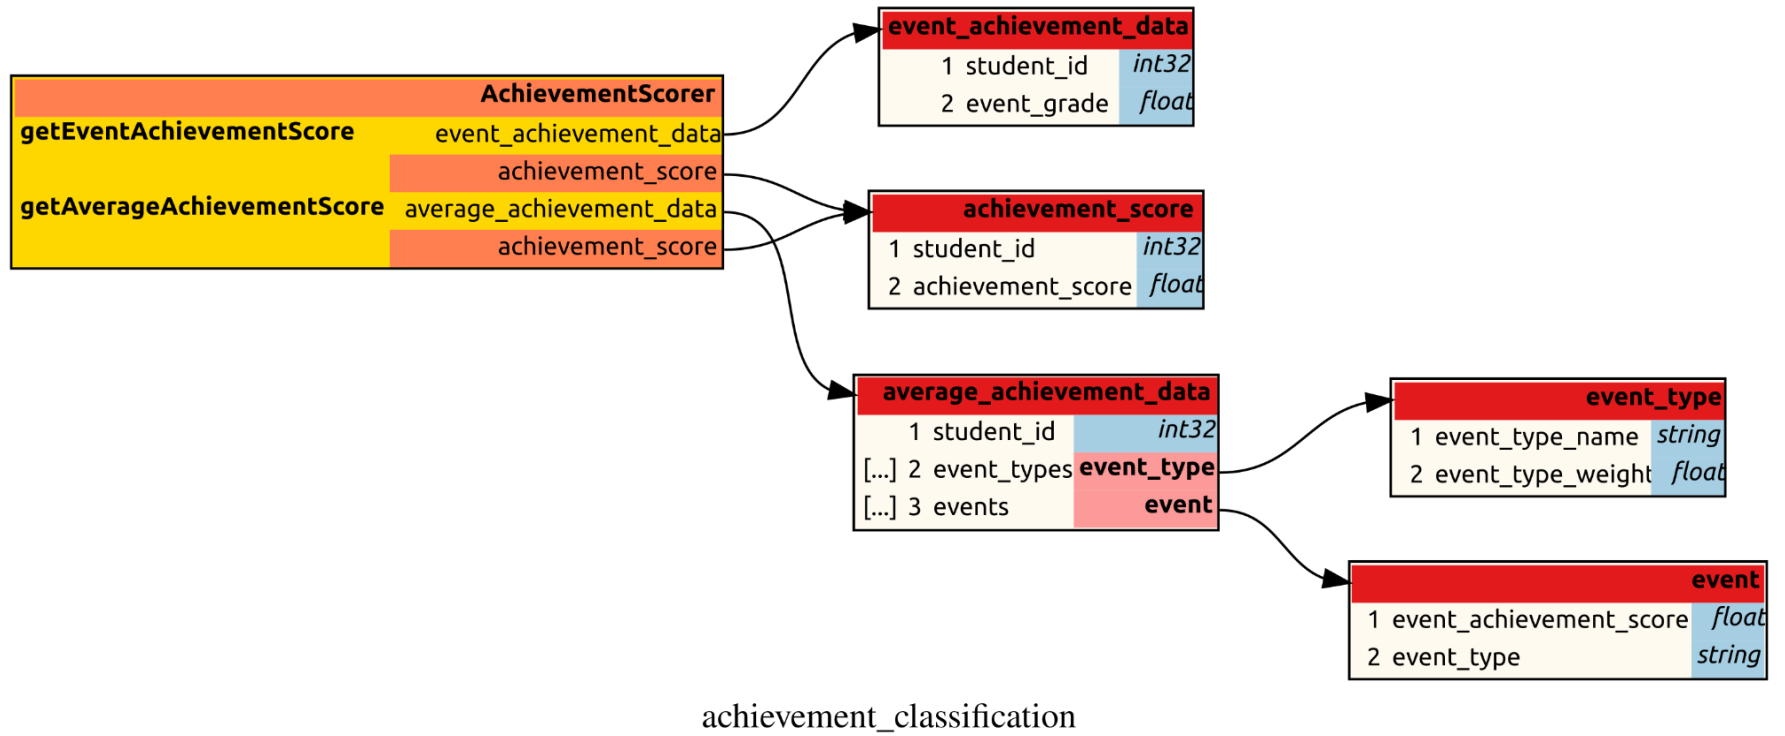 AchievementScorer
getEventAchievementScore event_achievement_data
achievement_score
getAverageAchievementScore average_achievement_data
achievement_score
event_achievement_data
1 student_id int32
2 event_grade float
achievement_score
1 student_id int32
2 achievement_score float
average_achievement_data
1 student_id int32
[...] 2 event_types event_type
[...] 3 events event
event_type
1 event_type_name string
2 event_type_weight float
event
1 event_achievement_score float
2 event_type string
achievement_classification